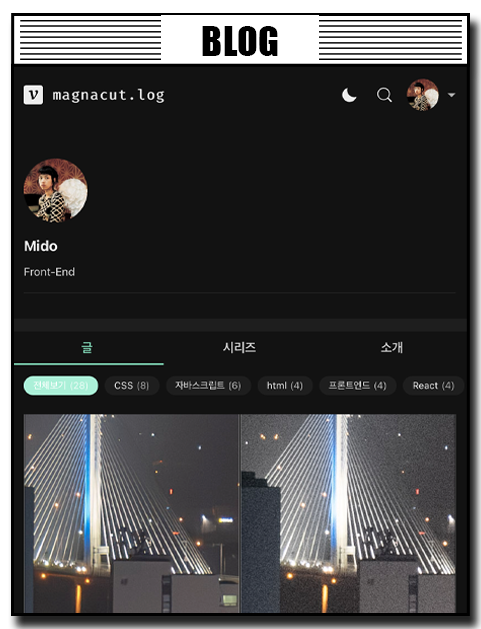 BLOG
v magnacut.log
Mido
Front-End
글 시리즈 소개
전체보기 (28) CSS (8) 자바스크립트 (6) html (4) 프론트엔드 (4) React (4)